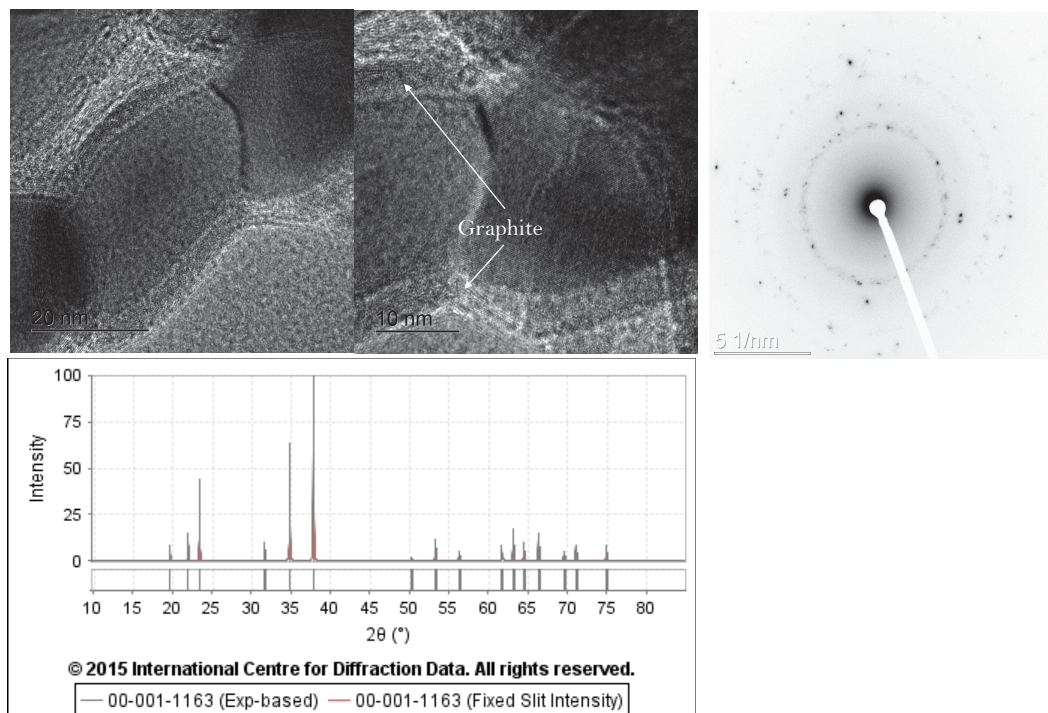 20 nm
10 nm
Graphite
5 1/nm
100
75
50
25
0
Intensity
10 15 20 25 30 35 40 45 50 55 60 65 70 75 80
2θ (°)
© 2015 International Centre for Diffraction Data. All rights reserved.
00-001-1163 (Exp-based) 00-001-1163 (Fixed Slit Intensity)